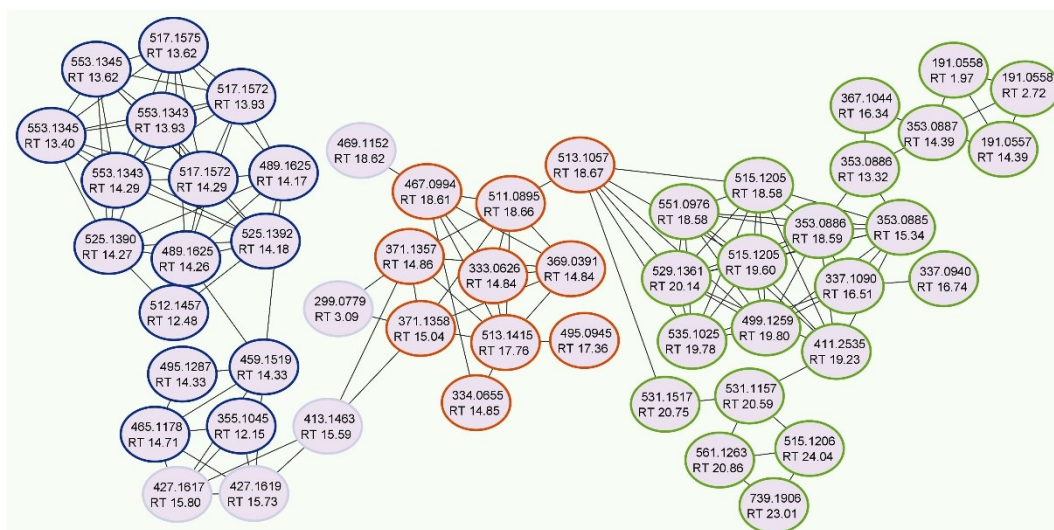 517.1575
RT 13.62
553.1345
RT 13.62
517.1572
RT 13.93
553.1343
RT 13.93
553.1345
RT 13.40
553.1343
RT 14.29
517.1572
RT 14.29
489.1625
RT 14.17
525.1390
RT 14.27
489.1625
RT 14.26
525.1392
RT 14.18
512.1457
RT 12.48
495.1287
RT 14.33
459.1519
RT 14.33
465.1178
RT 14.71
355.1045
RT 12.15
427.1617
RT 15.80
427.1619
RT 15.73
413.1463
RT 15.59
469.1152
RT 18.62
467.0994
RT 18.61
511.0895
RT 18.66
371.1357
RT 14.86
333.0626
RT 14.84
369.0391
RT 14.84
299.0779
RT 3.09
371.1358
RT 15.04
513.1415
RT 17.76
495.0945
RT 17.36
334.0655
RT 14.85
513.1057
RT 18.67
515.1205
RT 18.58
551.0976
RT 18.58
353.0886
RT 18.59
353.0885
RT 15.34
515.1205
RT 19.60
529.1361
RT 20.14
337.1090
RT 16.51
337.0940
RT 16.74
535.1025
RT 19.78
499.1259
RT 19.80
411.2535
RT 19.23
531.1517
RT 20.75
531.1157
RT 20.59
561.1263
RT 20.86
515.1206
RT 24.04
739.1906
RT 23.01
367.1044
RT 16.34
353.0887
RT 14.39
353.0886
RT 13.32
191.0558
RT 1.97
191.0558
RT 2.72
191.0557
RT 14.39